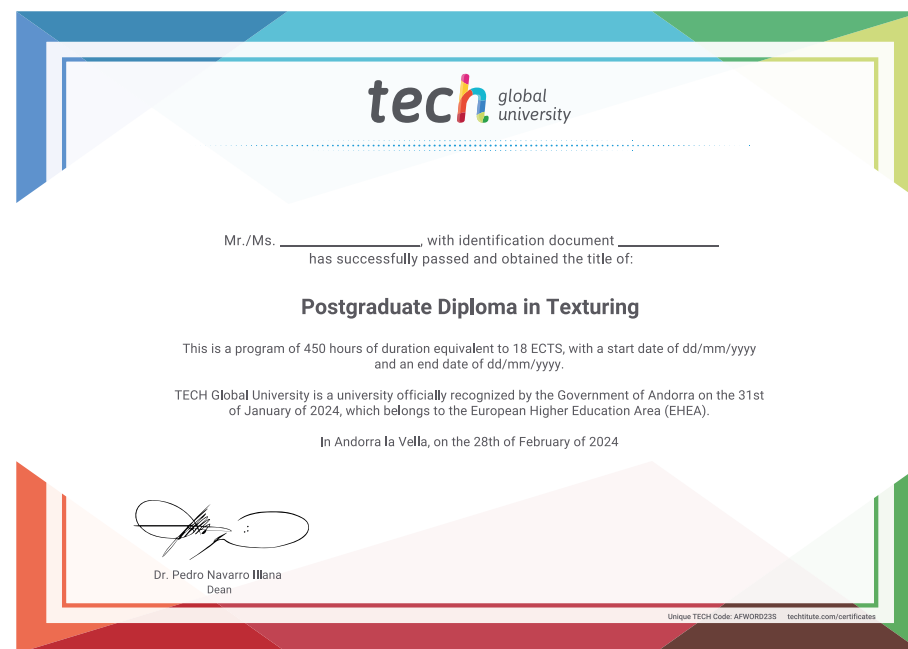 tech global university
Mr./Ms. ____________, with identification document ____________
has successfully passed and obtained the title of:
Postgraduate Diploma in Texturing
This is a program of 450 hours of duration equivalent to 18 ECTS, with a start date of dd/mm/yyyy
and an end date of dd/mm/yyyy.
TECH Global University is a university officially recognized by the Government of Andorra on the 31st
of January of 2024, which belongs to the European Higher Education Area (EHEA).
In Andorra la Vella, on the 28th of February of 2024
Dr. Pedro Navarro Illana
Dean
Unique TECH Code: AFWORD23S techtitute.com/certificates